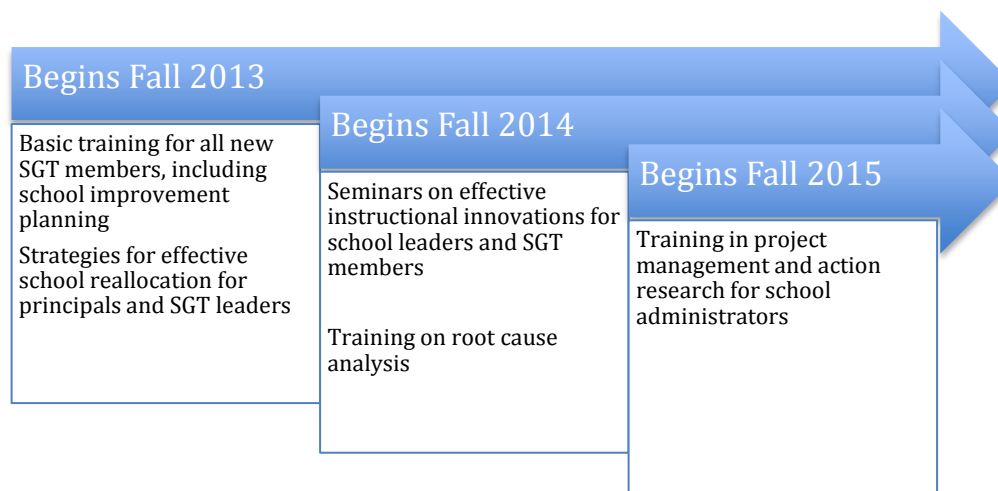 Begins Fall 2013
Basic training for all new
SGT members, including
school improvement
planning
Strategies for effective
school reallocation for
principals and SGT leaders
Begins Fall 2014
Seminars on effective
instructional innovations for
school leaders and SGT
members
Training on root cause
analysis
Begins Fall 2015
Training in project
management and action
research for school
administrators